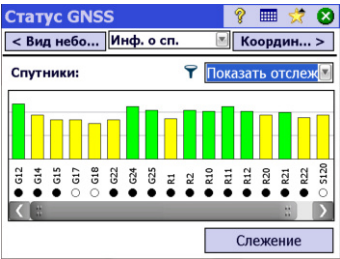 Статус GNSS
< Вид небо... Инф. о сп. Координ... >
Спутники: Показать отслеж
G12 G14 G15 G17 G18 G22 G24 G25 R1 R2 R10 R11 R12 R20 R21 R22 S120
Слежение